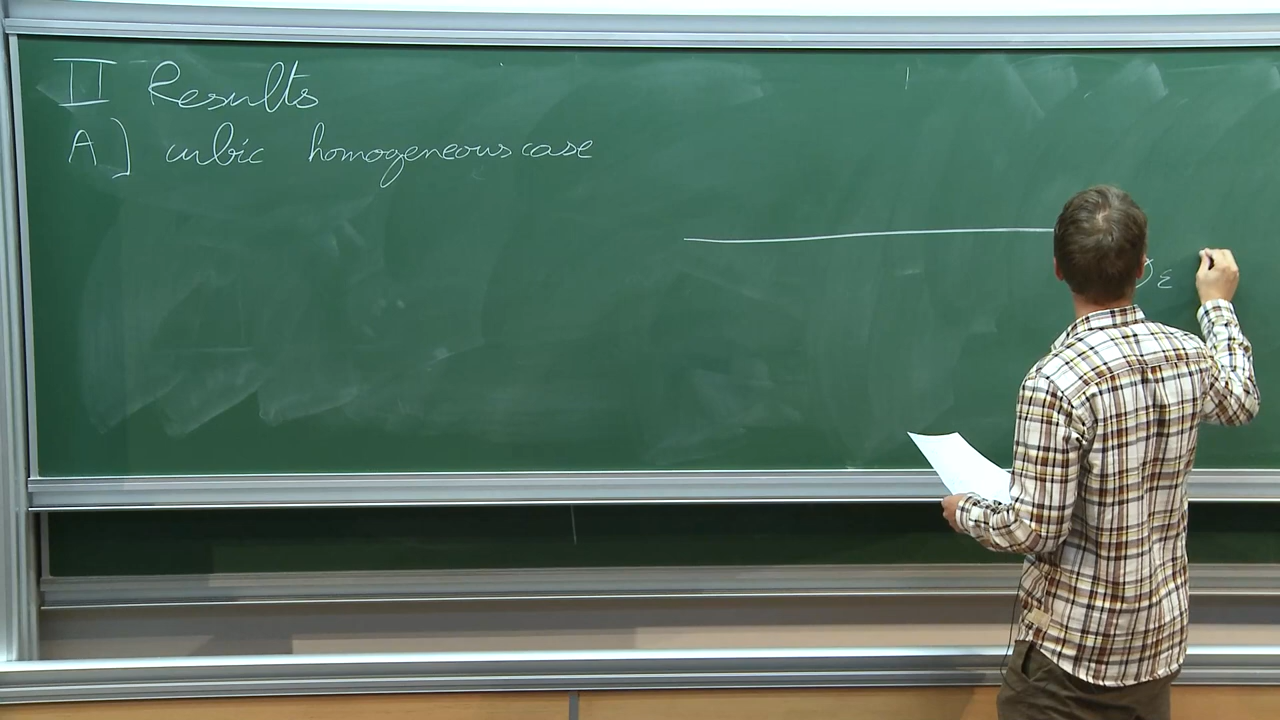 II Results
A] cubic homogeneous case
ε